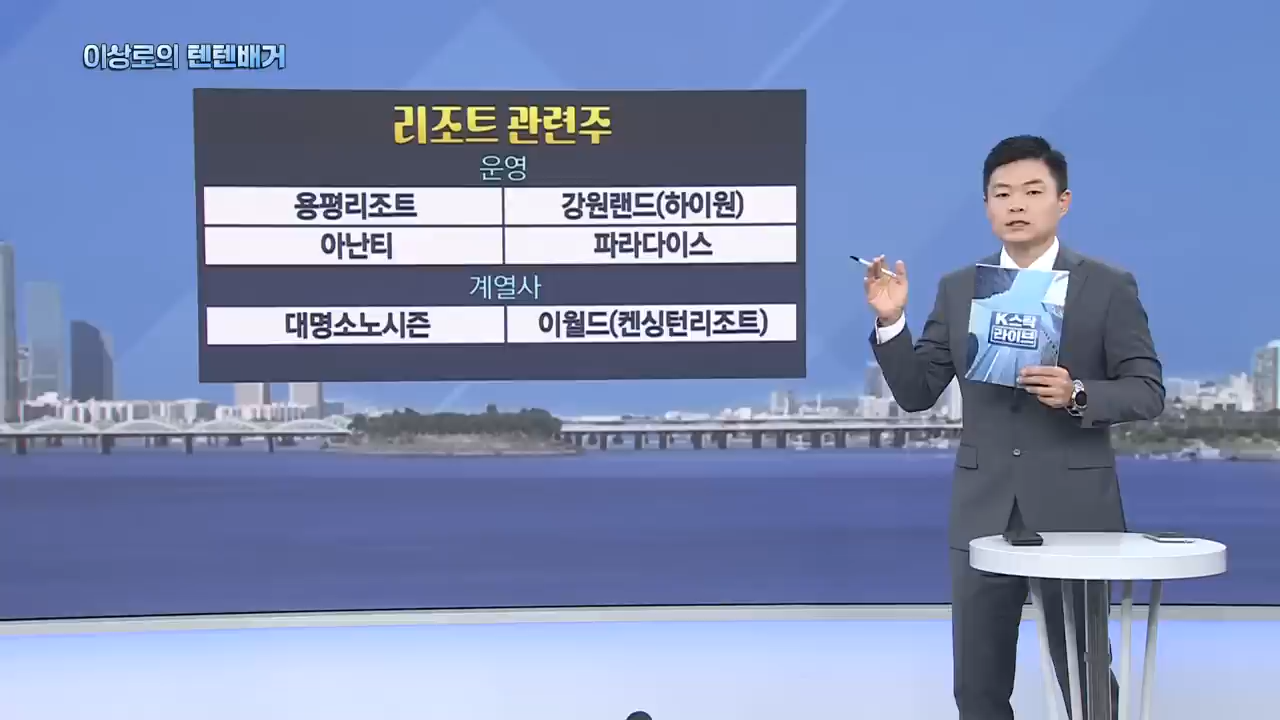 이상로의 텐텐배거
리조트 관련주
운영
용평리조트 강원랜드(하이원)
아난티 파라다이스
계열사
대명소노시즌 이월드(켄싱턴리조트)
K스탁
라이브